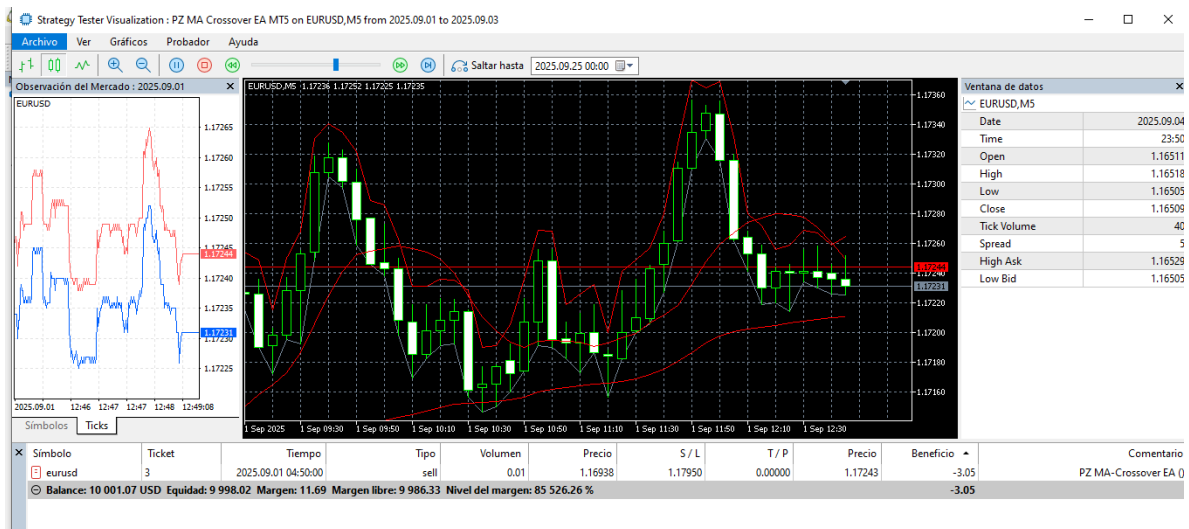 Strategy Tester Visualization : PZ MA Crossover EA MT5 on EURUSD,M5 from 2025.09.01 to 2025.09.03
Archivo Ver Gráficos Probador Ayuda
Saltar hasta 2025.09.25 00:00
Observación del Mercado : 2025.09.01
EURUSD
1.17265
1.17260
1.17255
1.17250
1.17245
1.17244
1.17240
1.17235
1.17231
1.17230
1.17225
2025.09.01 12:46 12:47 12:47 12:48 12:49:08
Símbolos Ticks
EURUSD,M5 1.17236 1.17252 1.17225 1.17235
1.17360
1.17340
1.17320
1.17300
1.17280
1.17260
1.17244
1.17240
1.17231
1.17220
1.17200
1.17180
1.17160
1 Sep 2025 1 Sep 09:30 1 Sep 09:50 1 Sep 10:10 1 Sep 10:30 1 Sep 10:50 1 Sep 11:10 1 Sep 11:30 1 Sep 11:50 1 Sep 12:10 1 Sep 12:30
Ventana de datos
EURUSD,M5
Date 2025.09.04
Time 23:50
Open 1.16511
High 1.16518
Low 1.16505
Close 1.16509
Tick Volume 40
Spread 5
High Ask 1.16529
Low Bid 1.16505
Símbolo Ticket Tiempo Tipo Volumen Precio S / L T / P Precio Beneficio Comentario
eurusd 3 2025.09.01 04:50:00 sell 0.01 1.16938 1.17950 0.00000 1.17243 -3.05 PZ MA-Crossover EA ()
Balance: 10 001.07 USD Equidad: 9 998.02 Margen: 11.69 Margen libre: 9 986.33 Nivel del margen: 85 526.26 % -3.05